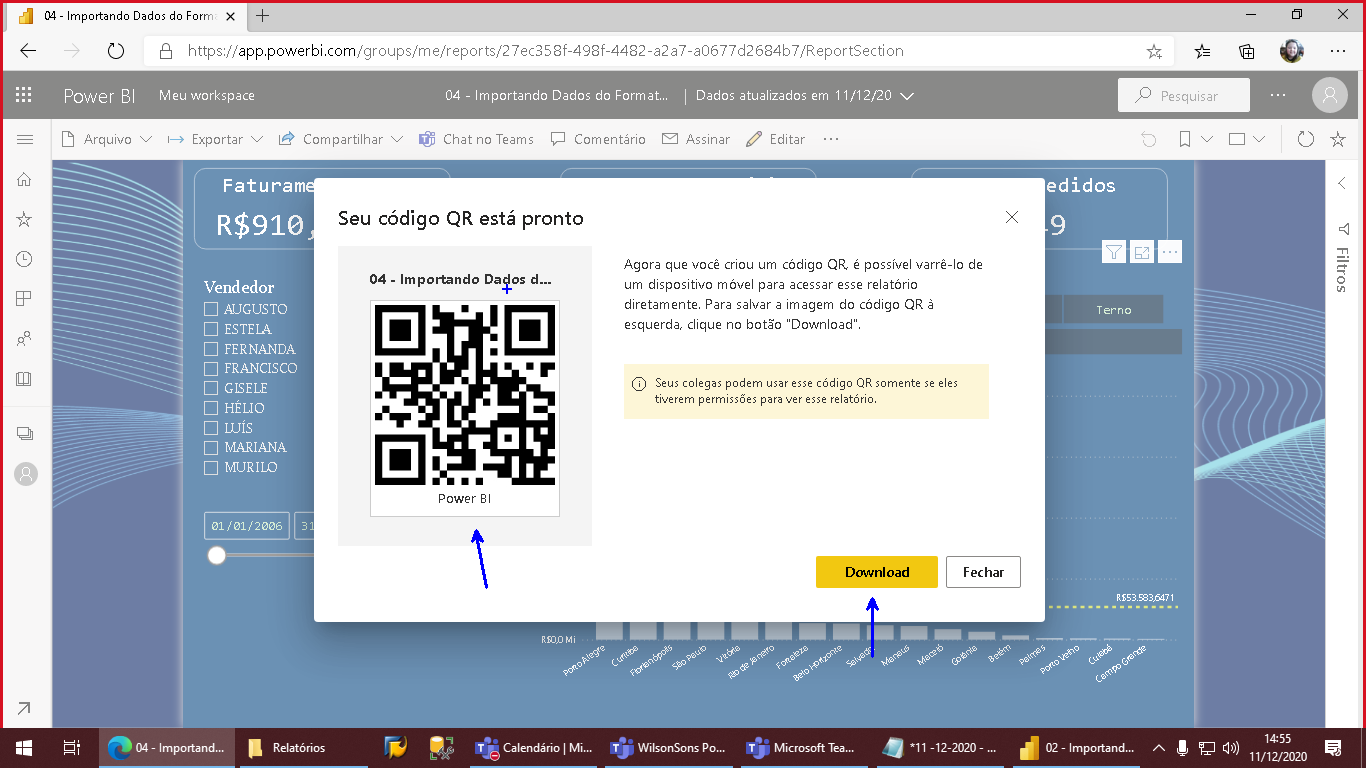 04 - Importando Dados do Forma
https://app.powerbi.com/groups/me/reports/27ec358f-498f-4482-a2a7-a0677d2684b7/ReportSection
Power BI Meu workspace 04 - Importando Dados do Format... | Dados atualizados em 11/12/20 Pesquisar
Arquivo Exportar Compartilhar Chat no Teams Comentário Assinar Editar
Faturame edidos
R$910, 9
Seu código QR está pronto
04 - Importando Dados d...
Power BI
Agora que você criou um código QR, é possível varrê-lo de
um dispositivo móvel para acessar esse relatório
diretamente. Para salvar a imagem do código QR à
esquerda, clique no botão "Download".
Seus colegas podem usar esse código QR somente se eles
tiverem permissões para ver esse relatório.
Download Fechar
Vendedor
AUGUSTO
ESTELA
FERNANDA
FRANCISCO
GISELE
HÉLIO
LUÍS
MARIANA
MURILO
01/01/2006 31
Terno
Filtros
R$53.583,6471
R$0,0 Mi
Porto Alegre Curitiba Florianópolis São Paulo Vitória Rio de Janeiro Fortaleza Belo Horizonte Salvador Manaus Maceió Goiânia Belém Palmas Porto Velho Cuiabá Campo Grande
04 - Importand... Relatórios Calendário | Mi... WilsonSons Po... Microsoft Tea... *11 -12-2020 - ... 02 - Importand... 14:55
11/12/2020